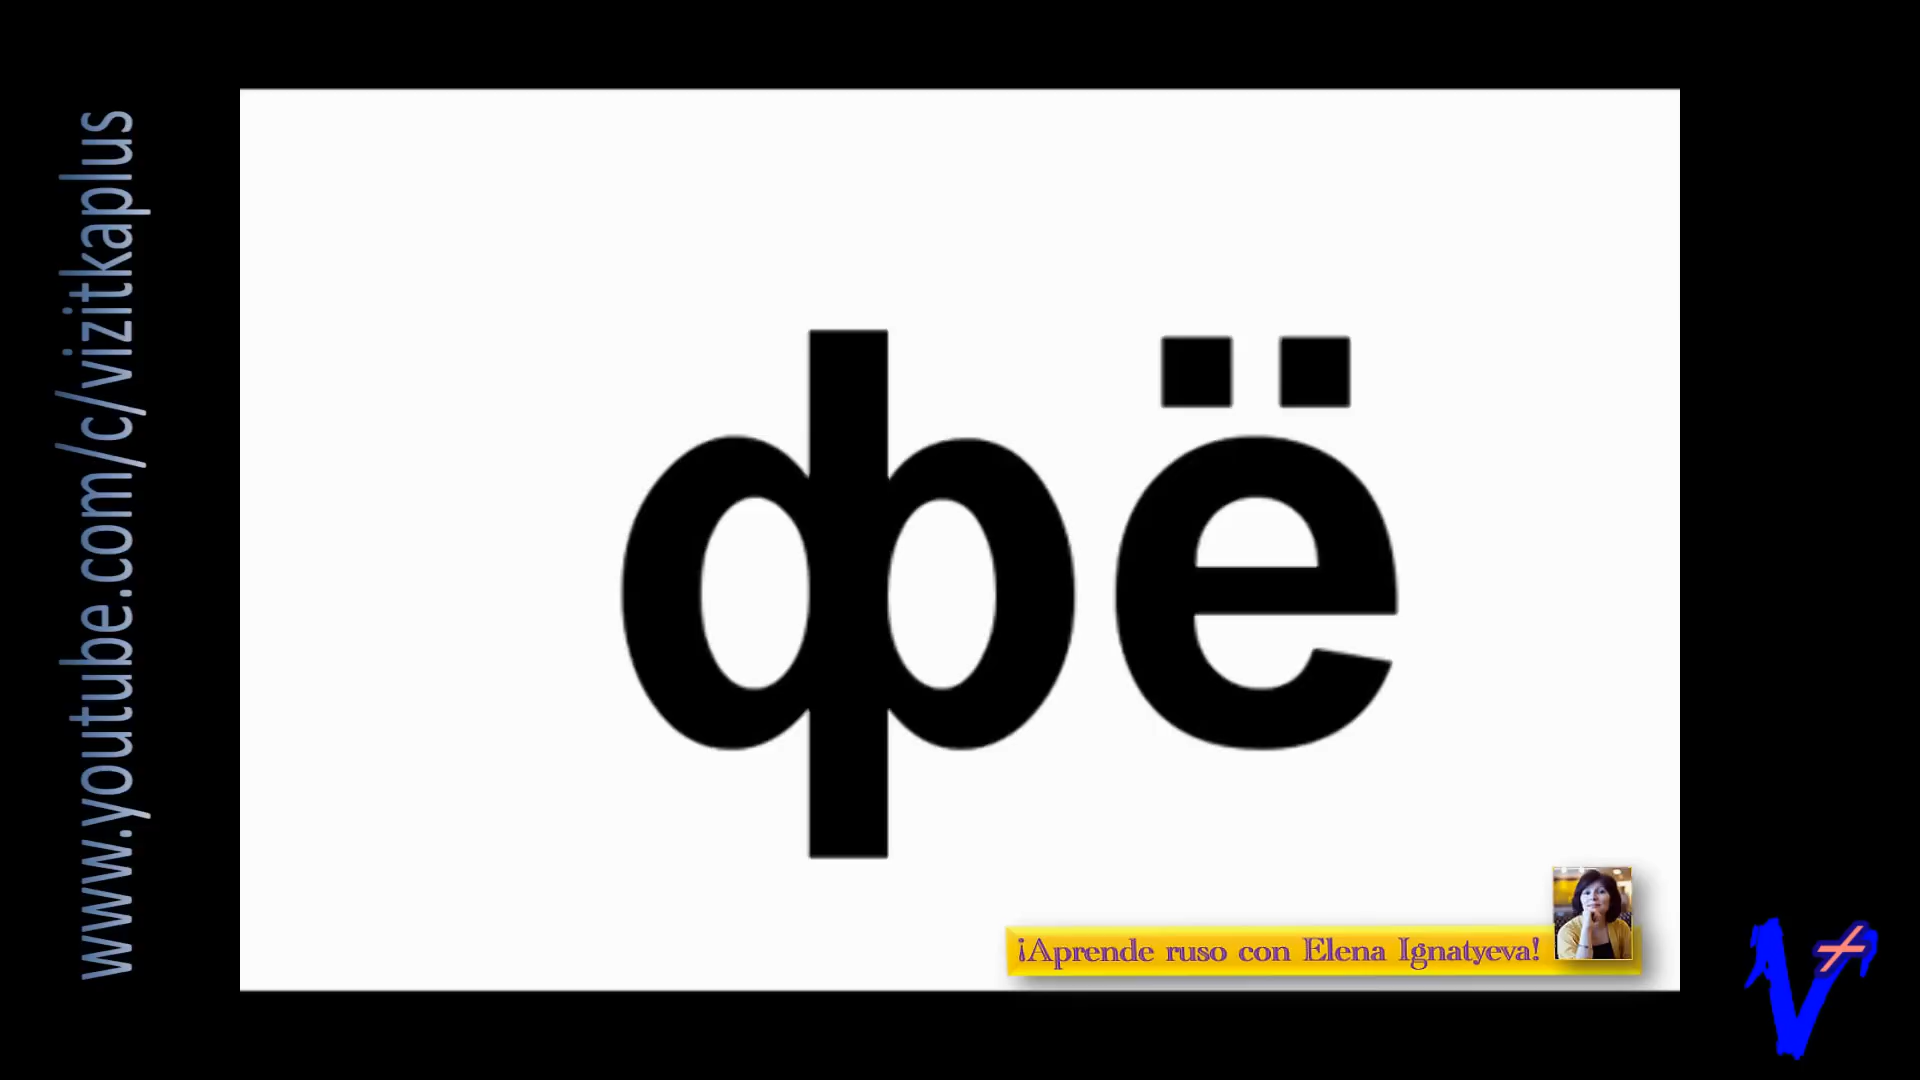 www.youtube.com/c/vizitkaplus
фё
¡Aprende ruso con Elena Ignatyeva!
V+